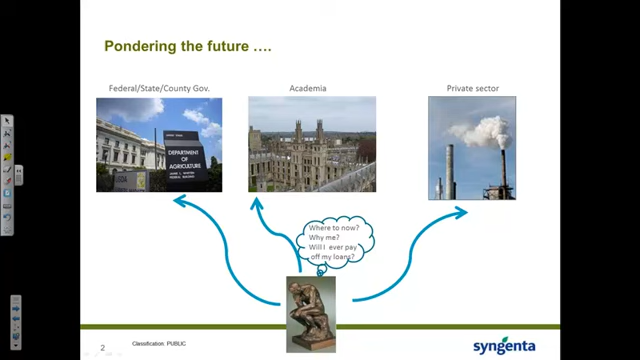 Pondering the future ….
Federal/State/County Gov.
Academia
Private sector
DEPARTMENT
OF
AGRICULTURE
Where to now?
Why me?
Will I ever pay
off my loans?
2
Classification: PUBLIC
syngenta